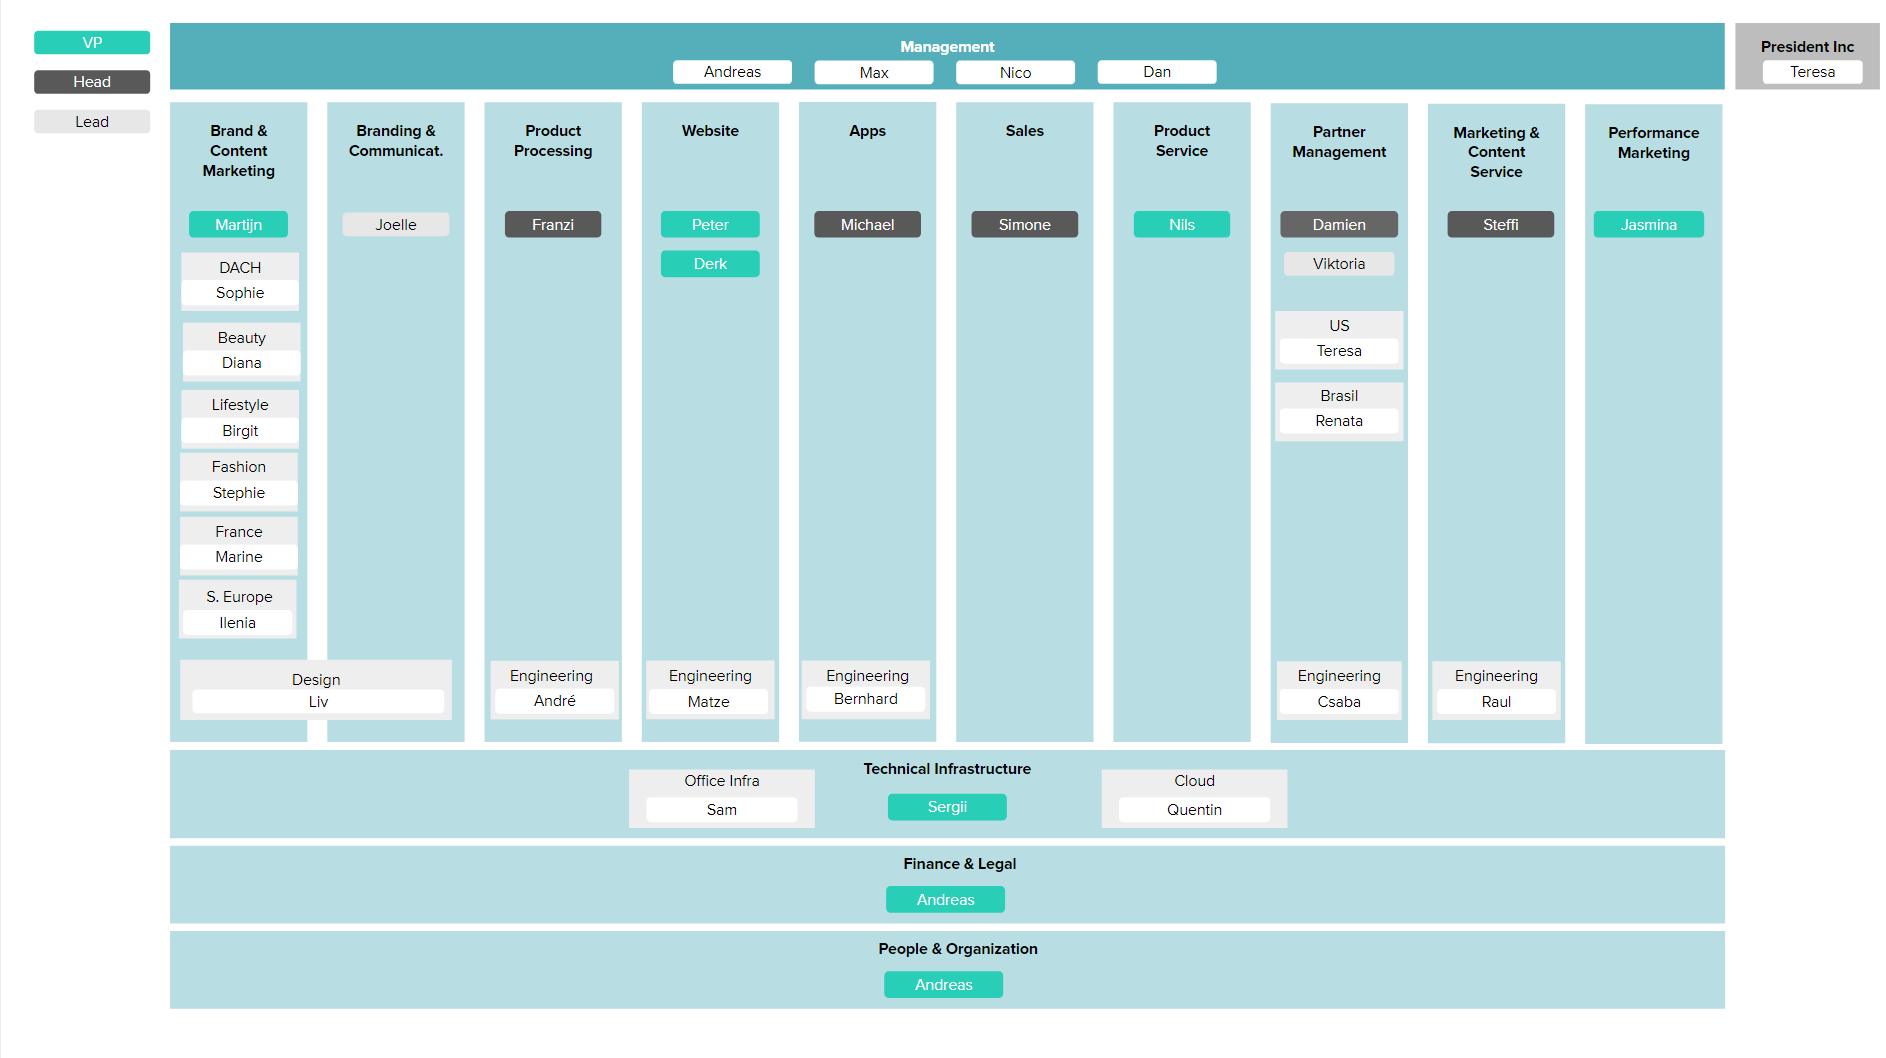 VP
Head
Lead
Management
Andreas
Max
Nico
Dan
President Inc
Teresa
Brand &
Content
Marketing
Martijn
DACH
Sophie
Beauty
Diana
Lifestyle
Birgit
Fashion
Stephie
France
Marine
S. Europe
Ilenia
Branding &
Communicat.
Joelle
Design
Liv
Product
Processing
Franzi
Engineering
André
Website
Peter
Derk
Engineering
Matze
Apps
Michael
Engineering
Bernhard
Sales
Simone
Product
Service
Nils
Partner
Management
Damien
Viktoria
US
Teresa
Brasil
Renata
Engineering
Csaba
Marketing &
Content
Service
Steffi
Engineering
Raul
Performance
Marketing
Jasmina
Technical Infrastructure
Office Infra
Sam
Sergii
Cloud
Quentin
Finance & Legal
Andreas
People & Organization
Andreas